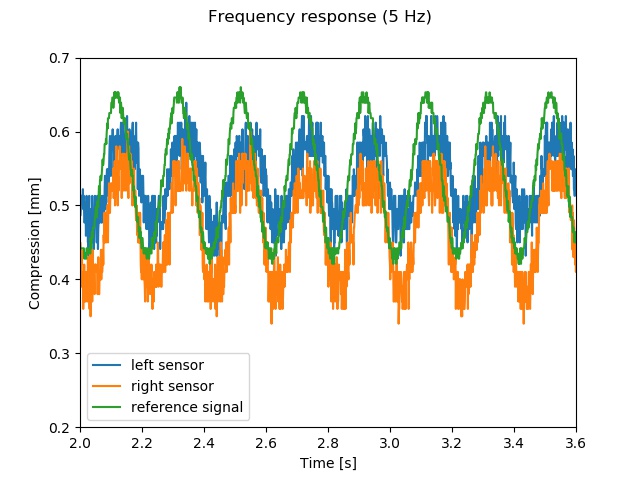 Frequency response (5 Hz)
0.7
0.6
0.5
0.4
0.3
0.2
Compression [mm]
left sensor
right sensor
reference signal
2.0 2.2 2.4 2.6 2.8 3.0 3.2 3.4 3.6
Time [s]